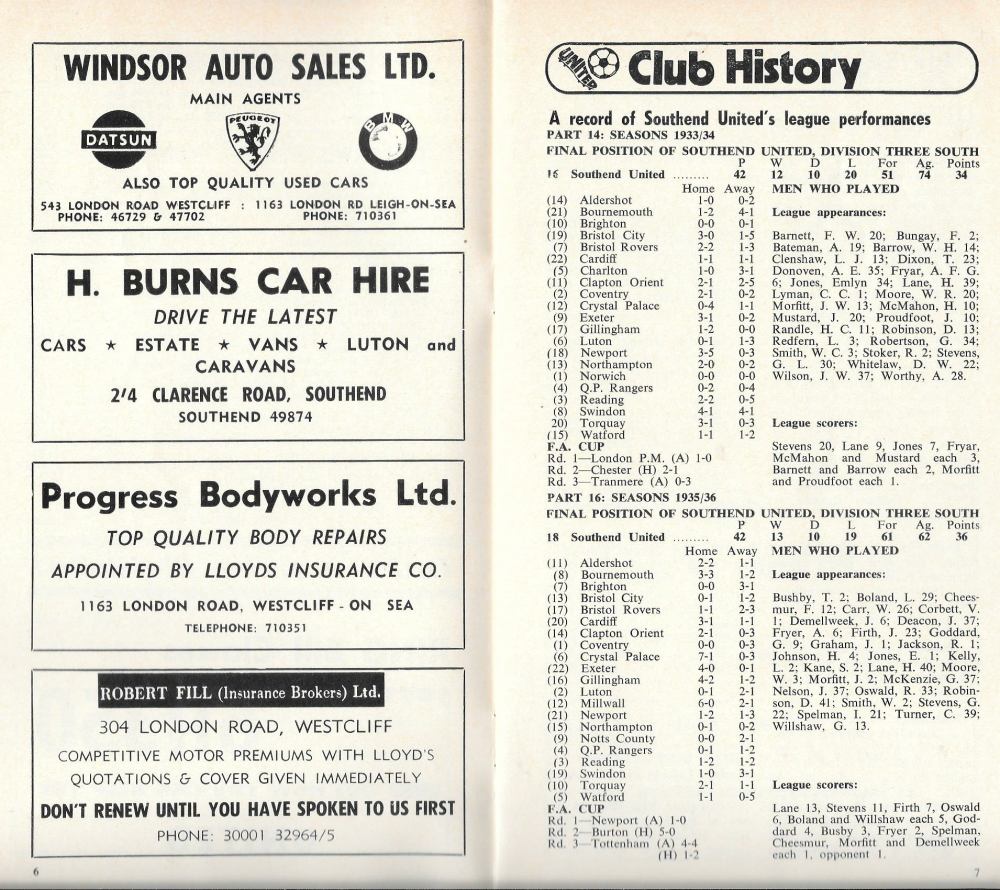 WINDSOR AUTO SALES LTD.
MAIN AGENTS
DATSUN
PEUGEOT
BMW
ALSO TOP QUALITY USED CARS
543 LONDON ROAD WESTCLIFF : 1163 LONDON RD LEIGH-ON-SEA
PHONE: 46729 & 47702 PHONE: 710361
H. BURNS CAR HIRE
DRIVE THE LATEST
CARS ★ ESTATE ★ VANS ★ LUTON and
CARAVANS
2/4 CLARENCE ROAD, SOUTHEND
SOUTHEND 49874
Progress Bodyworks Ltd.
TOP QUALITY BODY REPAIRS
APPOINTED BY LLOYDS INSURANCE CO.
1163 LONDON ROAD, WESTCLIFF - ON SEA
TELEPHONE: 710351
ROBERT FILL (Insurance Brokers) Ltd.
304 LONDON ROAD, WESTCLIFF
COMPETITIVE MOTOR PREMIUMS WITH LLOYD'S
QUOTATIONS & COVER GIVEN IMMEDIATELY
DON'T RENEW UNTIL YOU HAVE SPOKEN TO US FIRST
PHONE: 30001 32964/5
6
UNITED Club History
A record of Southend United's league performances
PART 14: SEASONS 1933/34
FINAL POSITION OF SOUTHEND UNITED, DIVISION THREE SOUTH
P W D L For Ag. Points
16 Southend United ......... 42 12 10 20 51 74 34
Home Away
(14) Aldershot 1-0 0-2
(21) Bournemouth 1-2 4-1
(10) Brighton 0-0 0-1
(19) Bristol City 3-0 1-5
(7) Bristol Rovers 2-2 1-3
(22) Cardiff 1-1 1-1
(5) Charlton 1-0 3-1
(11) Clapton Orient 2-1 2-5
(2) Coventry 2-1 0-2
(12) Crystal Palace 0-4 1-1
(9) Exeter 3-1 0-2
(17) Gillingham 1-2 0-0
(6) Luton 0-1 1-3
(18) Newport 3-5 0-3
(13) Northampton 2-0 0-2
(1) Norwich 0-0 0-0
(4) Q.P. Rangers 0-2 0-4
(3) Reading 2-2 0-5
(8) Swindon 4-1 4-1
20) Torquay 3-1 0-3
(15) Watford 1-1 1-2
F.A. CUP
Rd. 1—London P.M. (A) 1-0
Rd. 2—Chester (H) 2-1
Rd. 3—Tranmere (A) 0-3
MEN WHO PLAYED
League appearances:
Barnett, F. W. 20; Bungay, F. 2;
Bateman, A. 19; Barrow, W. H. 14;
Clenshaw, L. J. 13; Dixon, T. 23;
Donoven, A. E. 35; Fryar, A. F. G.
6; Jones, Emlyn 34; Lane, H. 39;
Lyman, C. C. 1; Moore, W. R. 20;
Morfitt, J. W. 13; McMahon, H. 10;
Mustard, J. 20; Proudfoot, J. 10;
Randle, H. C. 11; Robinson, D. 13;
Redfern, L. 3; Robertson, G. 34;
Smith, W. C. 3; Stoker, R. 2; Stevens,
G. L. 30; Whitelaw, D. W. 22;
Wilson, J. W. 37; Worthy, A. 28.
League scorers:
Stevens 20, Lane 9, Jones 7, Fryar,
McMahon and Mustard each 3,
Barnett and Barrow each 2, Morfitt
and Proudfoot each 1.
PART 16: SEASONS 1935/36
FINAL POSITION OF SOUTHEND UNITED, DIVISION THREE SOUTH
P W D L For Ag. Points
18 Southend United ......... 42 13 10 19 61 62 36
Home Away
(11) Aldershot 2-2 1-1
(8) Bournemouth 3-3 1-2
(7) Brighton 0-0 3-1
(13) Bristol City 0-1 1-2
(17) Bristol Rovers 1-1 2-3
(20) Cardiff 3-1 1-1
(14) Clapton Orient 2-1 0-3
(1) Coventry 0-0 0-3
(6) Crystal Palace 7-1 0-3
(22) Exeter 4-0 0-1
(16) Gillingham 4-2 1-2
(2) Luton 0-1 2-1
(12) Millwall 6-0 2-1
(21) Newport 1-2 1-3
(15) Northampton 0-1 0-2
(9) Notts County 0-0 2-1
(4) Q.P. Rangers 0-1 1-2
(3) Reading 1-2 1-2
(19) Swindon 1-0 3-1
(10) Torquay 2-1 1-1
(5) Watford 1-1 0-5
F.A. CUP
Rd. 1—Newport (A) 1-0
Rd. 2—Burton (H) 5-0
Rd. 3—Tottenham (A) 4-4
(H) 1-2
MEN WHO PLAYED
League appearances:
Bushby, T. 2; Boland, L. 29; Chees-
mur, F. 12; Carr, W. 26; Corbett, V.
1; Demellweek, J. 6; Deacon, J. 37;
Fryer, A. 6; Firth, J. 23; Goddard,
G. 9; Graham, J. 1; Jackson, R. 1;
Johnson, H. 4; Jones, E. 1; Kelly,
L. 2; Kane, S. 2; Lane, H. 40; Moore,
W. 3; Morfitt, J. 2; McKenzie, G. 37;
Nelson, J. 37; Oswald, R. 33; Robin-
son, D. 41; Smith, W. 2; Stevens, G.
22; Spelman, I. 21; Turner, C. 39;
Willshaw, G. 13.
League scorers:
Lane 13, Stevens 11, Firth 7, Oswald
6, Boland and Willshaw each 5, God-
dard 4, Busby 3, Fryer 2, Spelman,
Cheesmur, Morfitt and Demellweek
each 1, opponent 1.
7